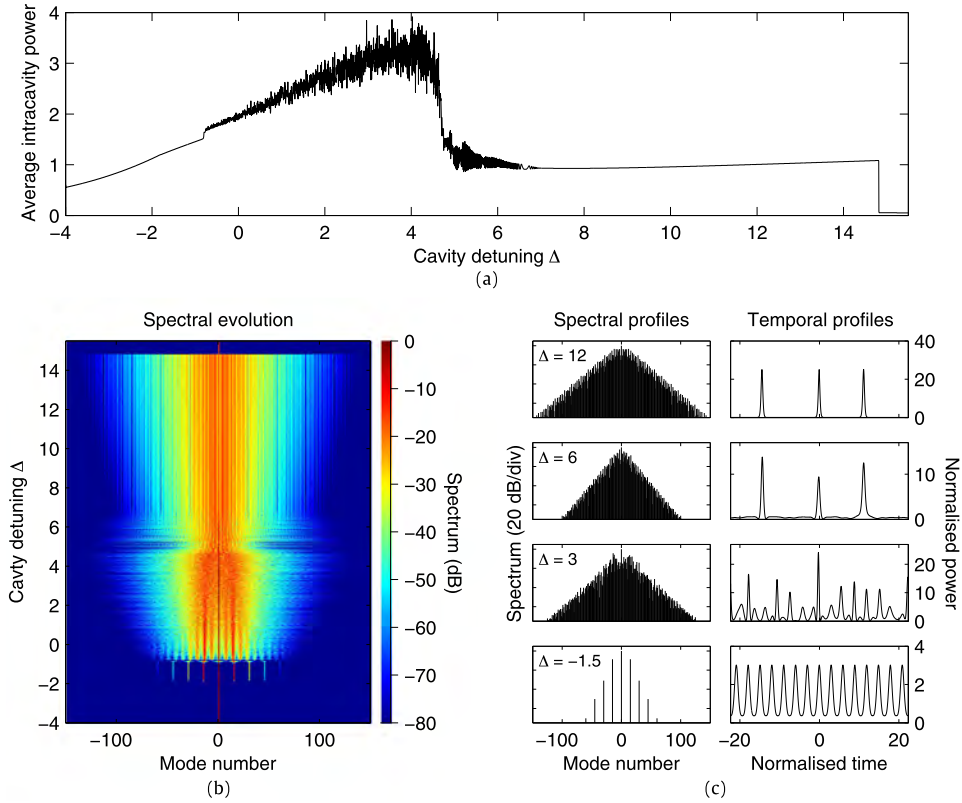 4
3
2
1
0
Average intracavity power
−4 −2 0 2 4 6 8 10 12 14
Cavity detuning Δ
(a)
Spectral evolution
14
12
10
8
6
4
2
0
−2
−4
Cavty detuning Δ
−100 0 100
Mode number
0
−10
−20
−30
−40
−50
−60
−70
−80
Spectrum (dB)
(b)
Spectral profiles Temporal profiles
Δ = 12
40
20
0
Δ = 6
10
0
Δ = 3
20
10
0
Δ = −1.5
4
2
0
Spectrum (20 dB/div)
Normalised power
−100 0 100 −20 0 20
Mode number Normalised time
(c)